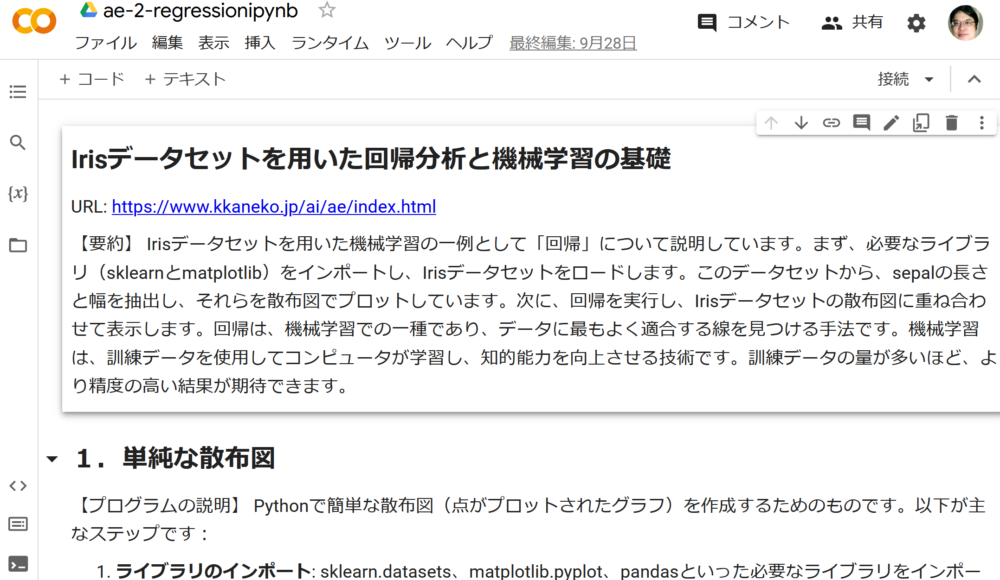 ae-2-regressionipynb
コメント 共有
ファイル 編集 表示 挿入 ランタイム ツール ヘルプ 最終編集: 9月28日
+ コード + テキスト 接続
{x}
Irisデータセットを用いた回帰分析と機械学習の基礎
URL: https://www.kkaneko.jp/ai/ae/index.html
【要約】 Irisデータセットを用いた機械学習の一例として「回帰」について説明しています。まず、必要なライブラ
リ（sklearnとmatplotlib）をインポートし、Irisデータセットをロードします。このデータセットから、sepalの長さ
と幅を抽出し、それらを散布図でプロットしています。次に、回帰を実行し、Irisデータセットの散布図に重ね合わ
せて表示します。回帰は、機械学習での一種であり、データに最もよく適合する線を見つける手法です。機械学習
は、訓練データを使用してコンピュータが学習し、知的能力を向上させる技術です。訓練データの量が多いほど、よ
り精度の高い結果が期待できます。
１．単純な散布図
【プログラムの説明】 Pythonで簡単な散布図（点がプロットされたグラフ）を作成するためのものです。以下が主
なステップです：
1. ライブラリのインポート: sklearn.datasets、matplotlib.pyplot、pandasといった必要なライブラリをインポー